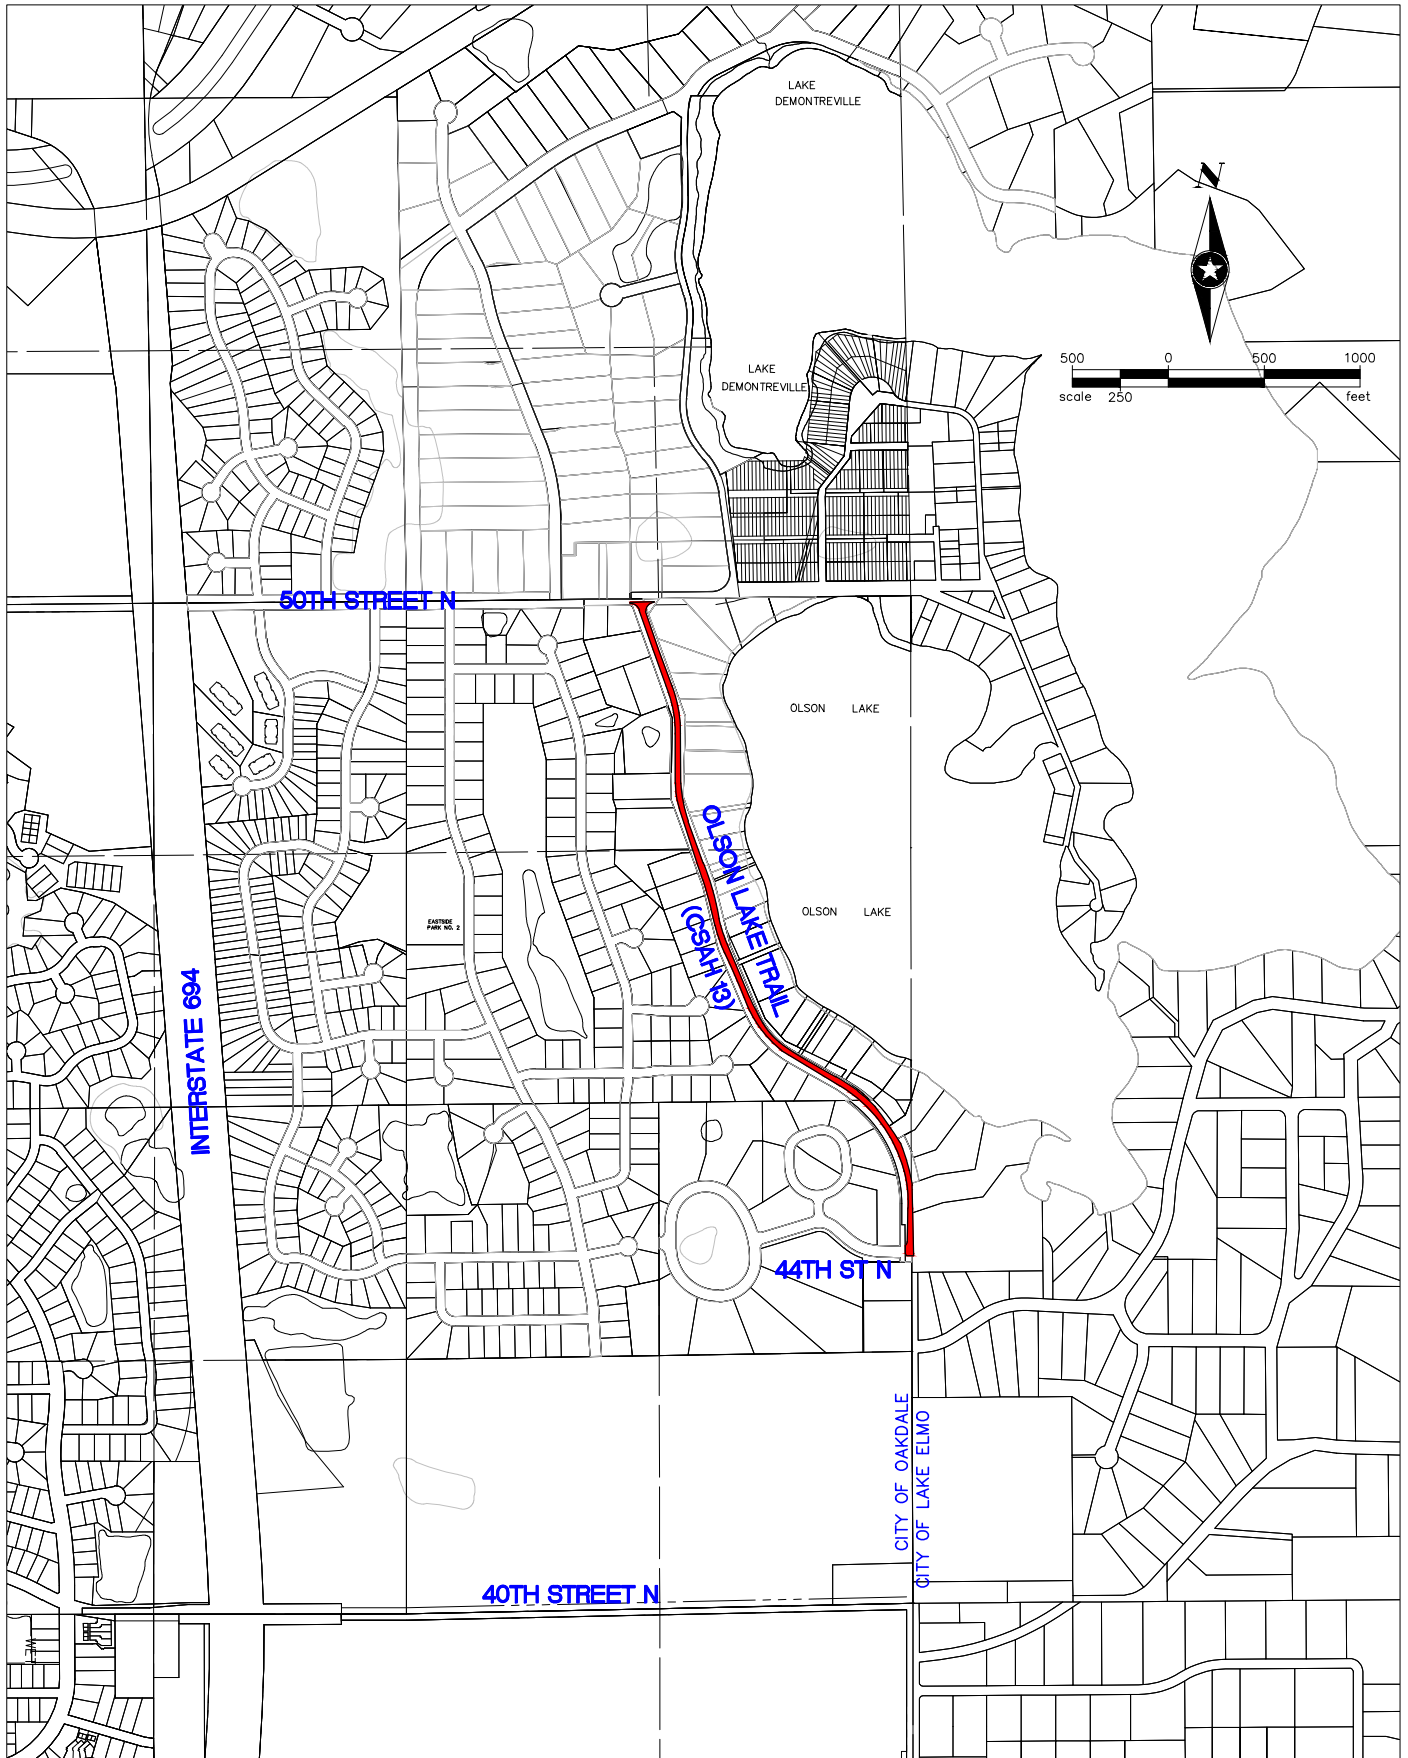 LAKE
DEMONTREVILLE
N
500 0 500 1000
scale 250 feet
LAKE
DEMONTREVILLE
50TH STREET N
OLSON LAKE
OLSON LAKE TRAIL
(CSAH 13)
OLSON LAKE
EASTSIDE
PARK NO. 2
INTERSTATE 694
44TH ST N
CITY OF OAKDALE
CITY OF LAKE ELMO
40TH STREET N
WET